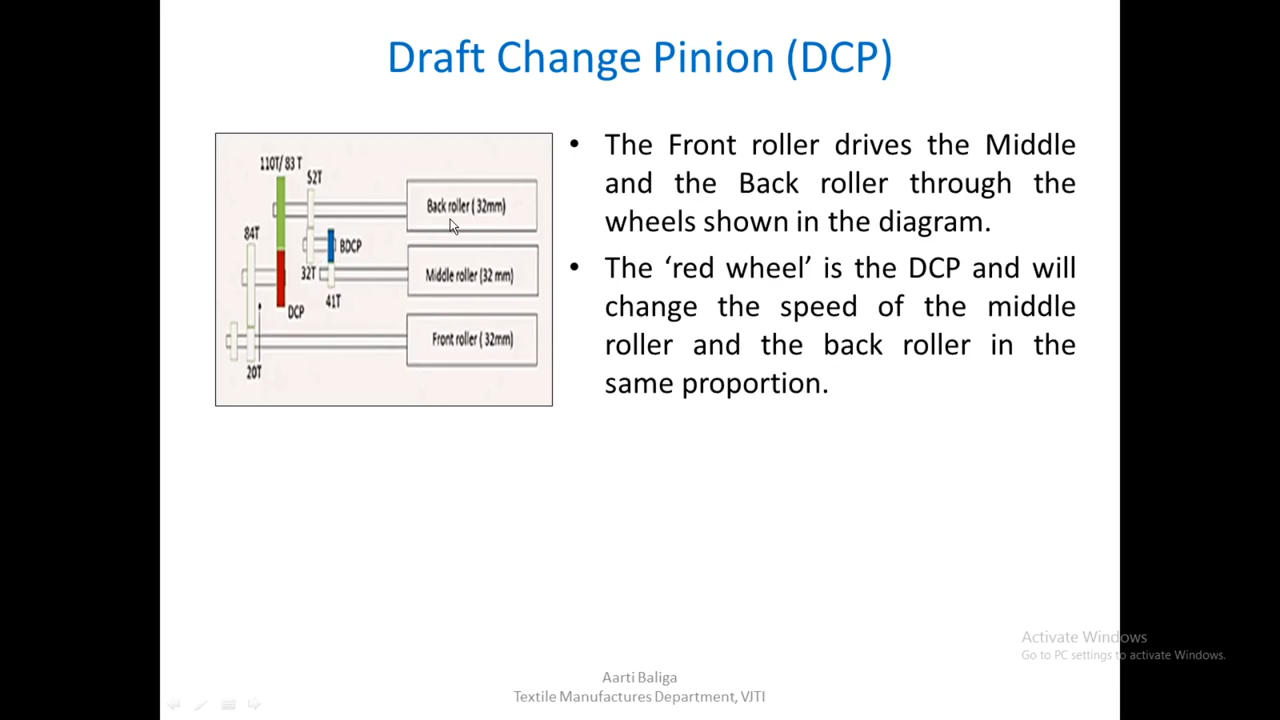 Draft Change Pinion (DCP)
110T/ 83 T
52T
Back roller ( 32mm)
84T
BDCP
32T
Middle roller (32 mm)
41T
DCP
Front roller ( 32mm)
20T
• The Front roller drives the Middle
and the Back roller through the
wheels shown in the diagram.
• The ‘red wheel’ is the DCP and will
change the speed of the middle
roller and the back roller in the
same proportion.
Activate Windows
Go to PC settings to activate Windows.
Aarti Baliga
Textile Manufactures Department, VJTI